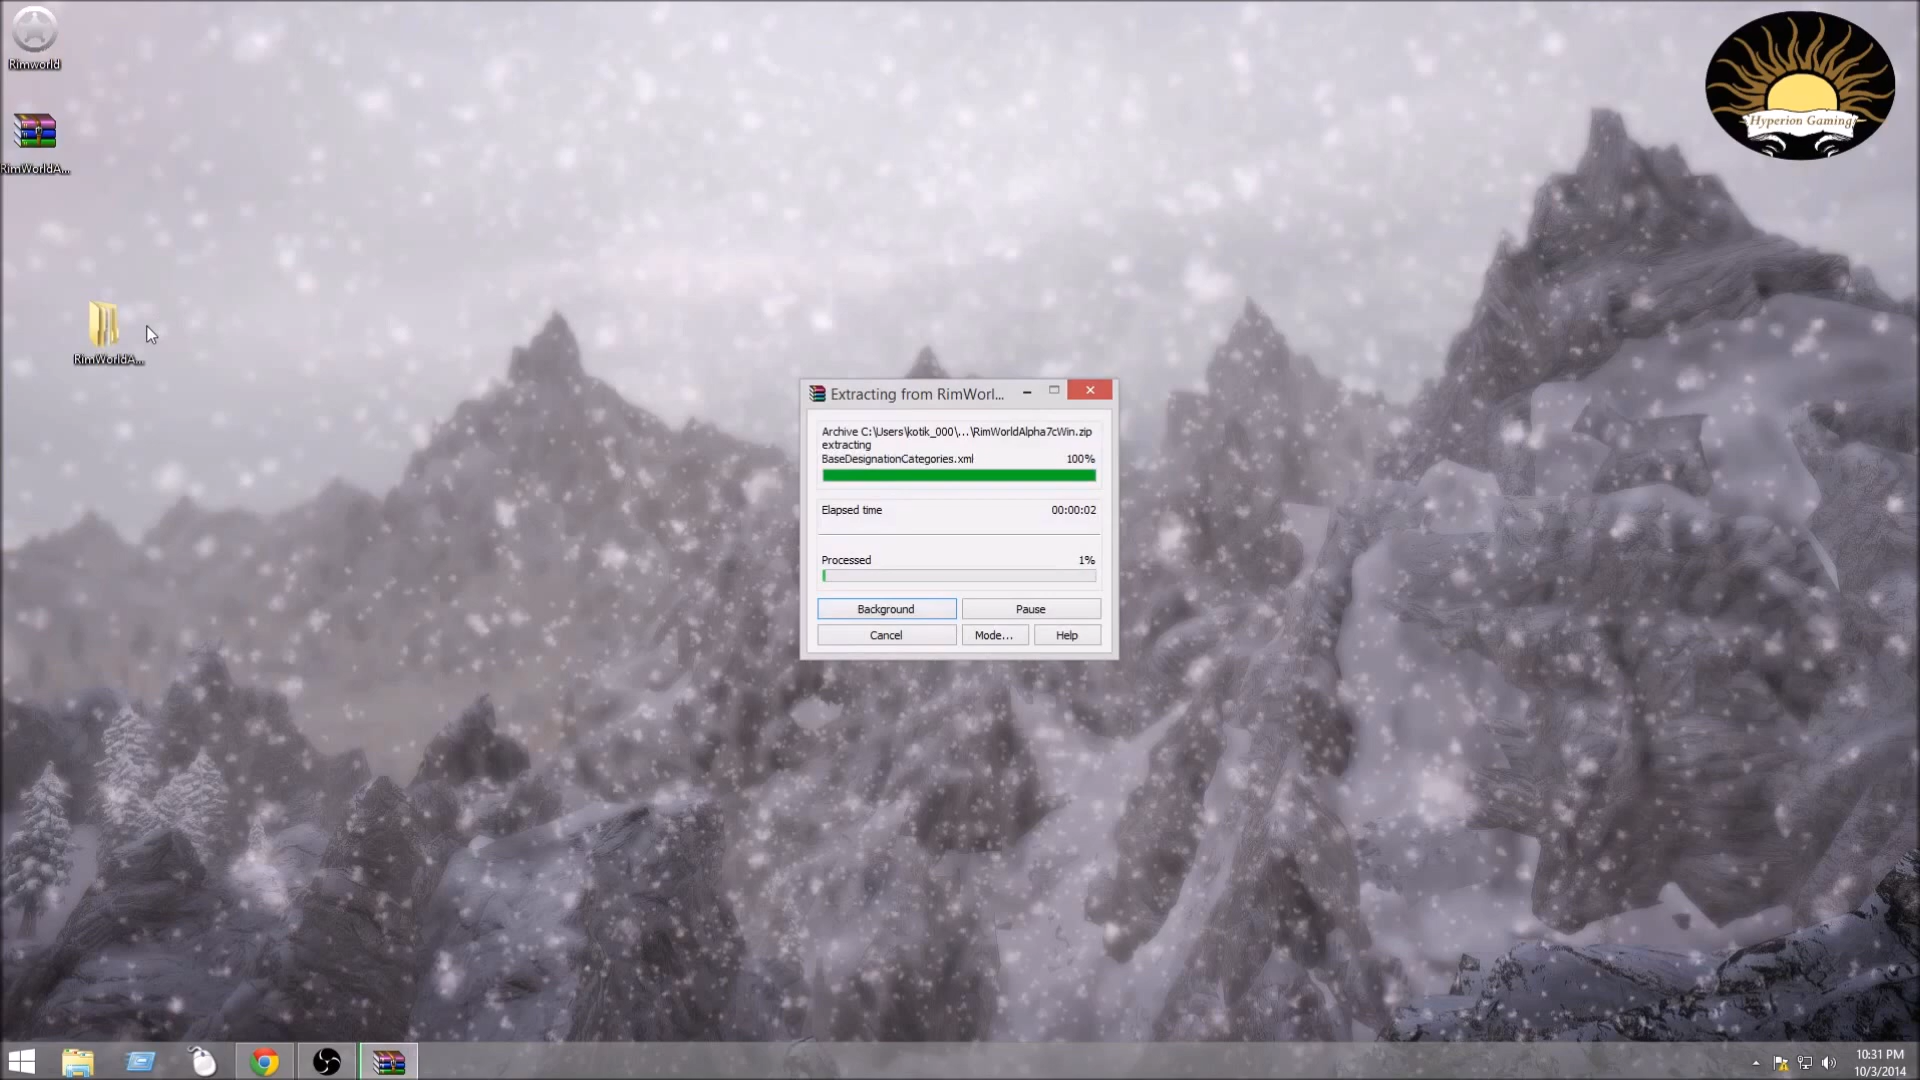 Rimworld
RimWorldA...
RimWorldA...
Hyperion Gaming
Extracting from RimWorl...
Archive C:\Users\kotik_000\...\RimWorldAlpha7cWin.zip
extracting
BaseDesignationCategories.xml 100%
Elapsed time 00:00:02
Processed 1%
Background Pause
Cancel Mode... Help
10:31 PM
10/3/2014